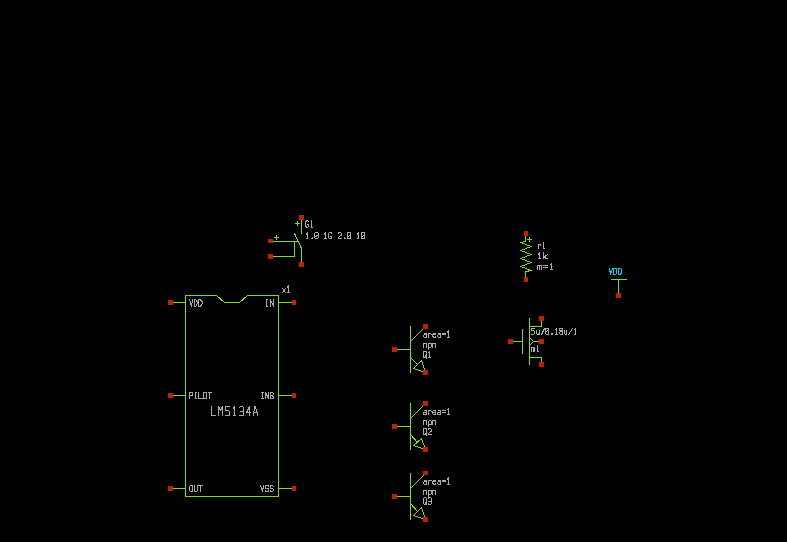 + G1
+
1.0 1G 2.0 10
+ r1
1k
m=1
VDD
x1
VDD IN
PILOT INB
LM5134A
OUT VSS
area=1
npn
Q1
5u/0.18u/1
m1
area=1
npn
Q2
area=1
npn
Q3